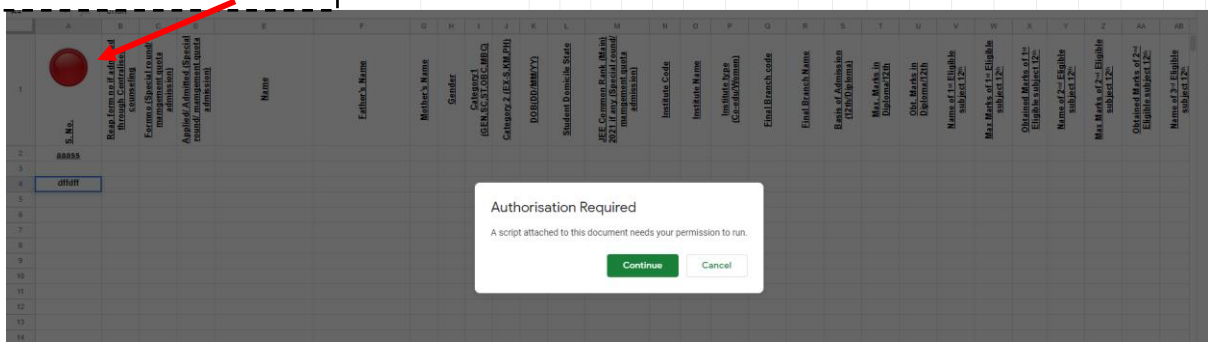 A B C D E F G H I J K L M N O P Q R S T U V W X Y Z AA AB
1
S.No.
Reap form no if admitted
through Centralise
counseling
Formno (Special round/
mangement quota
admission)
Applied/ Admitted (Special
round/ mangement quota
admission)
Name
Father's Name
Mother's Name
Gender
Category1
(GEN,SC,ST,OBC,MBC)
Category 2 (EX-S,KM,PH)
DOB(DD/MM/YY)
Student Domicile State
JEE Common Rank (Main)
2021 if any (Special round/
mangement quota
admission)
Institute Code
Institute Name
Institute type
(Co-edu/Women)
Final Branch code
Final Branch Name
Basis of Admission
(12th/Diploma)
Max. Marks in
Diploma/12th
Obt. Marks in
Diploma/12th
Name of 1st Eligible
subject 12th
Max Marks of 1st Eligible
subject 12th
Obtained Marks of 1st
Eligible subject 12th
Name of 2nd Eligible
subject 12th
Max Marks of 2nd Eligible
subject 12th
Obtained Marks of 2nd
Eligible subject 12th
Name of 3rd Eligible
subject 12th
2 aaass
3
4 dffdff
5
6
7
8
9
10
11
12
13
14
Authorisation Required
A script attached to this document needs your permission to run.
Continue Cancel